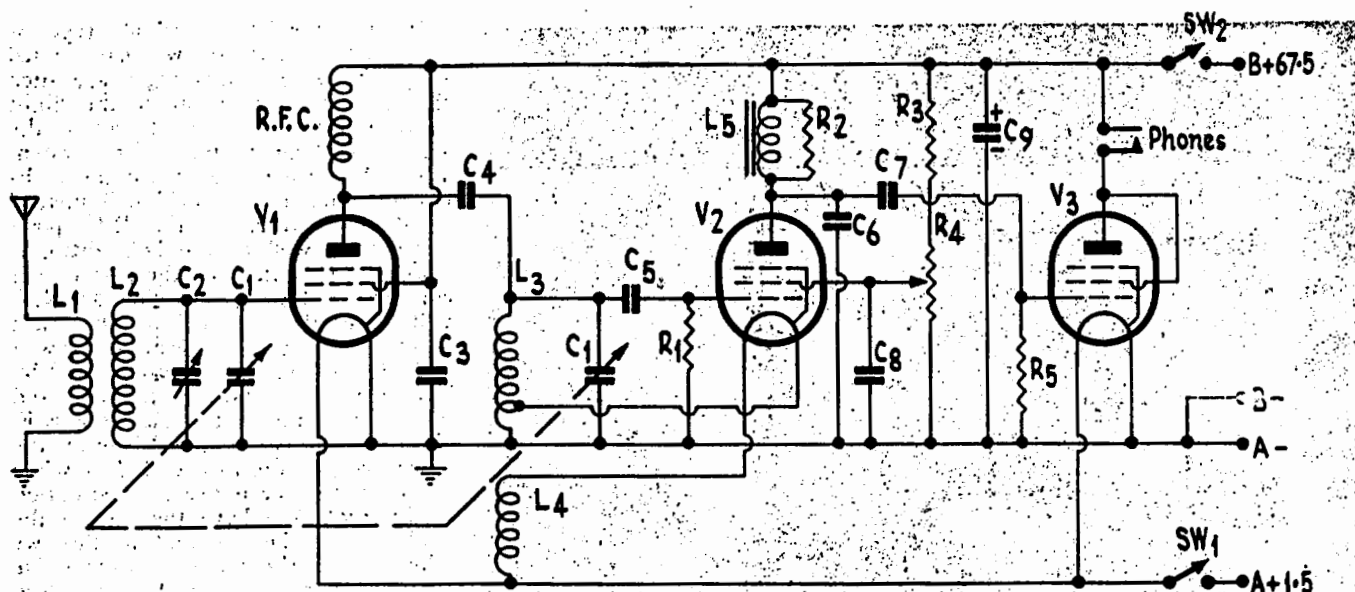 SW2
B+67.5
R.F.C.
L5
R2
R3
C9
+
-
Phones
C4
C7
V1
V2
C6
R4
V3
L1
L2
C2
C1
L3
C5
C3
C1
R1
C8
R5
B-
A-
L4
SW1
A+1.5